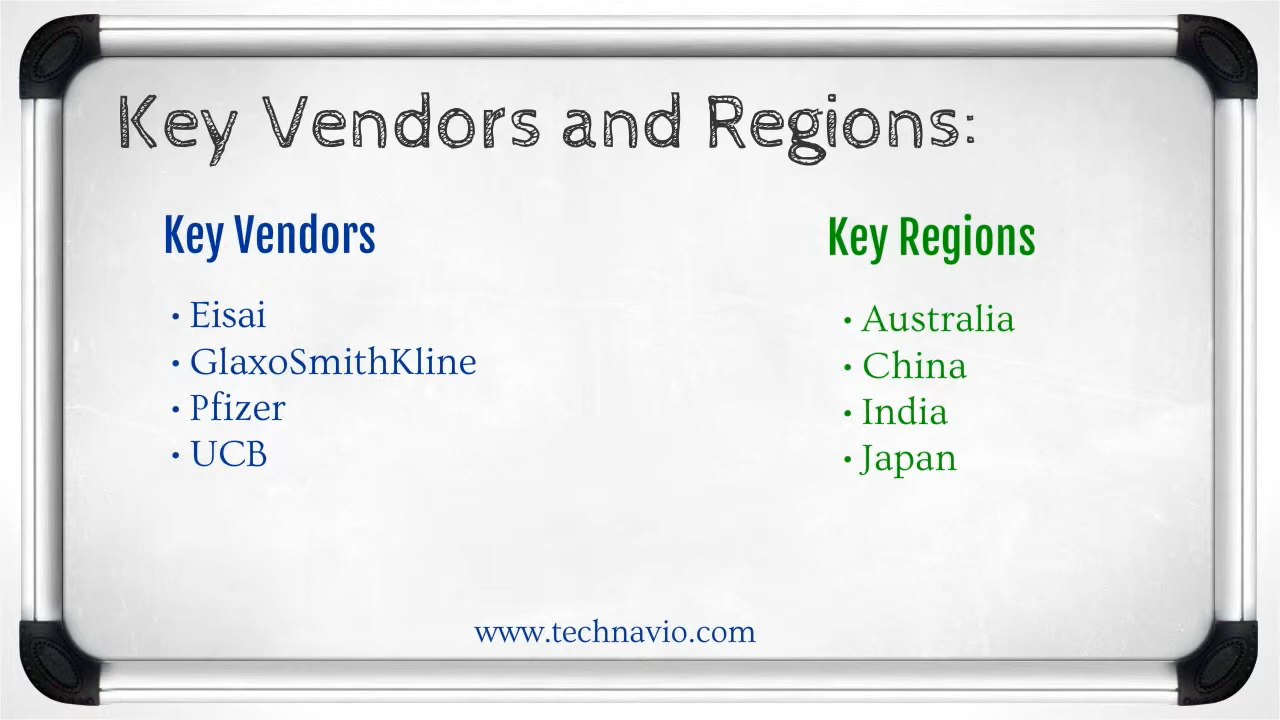 Key Vendors and Regions:
Key Vendors
• Eisai
• GlaxoSmithKline
• Pfizer
• UCB
Key Regions
• Australia
• China
• India
• Japan
www.technavio.com